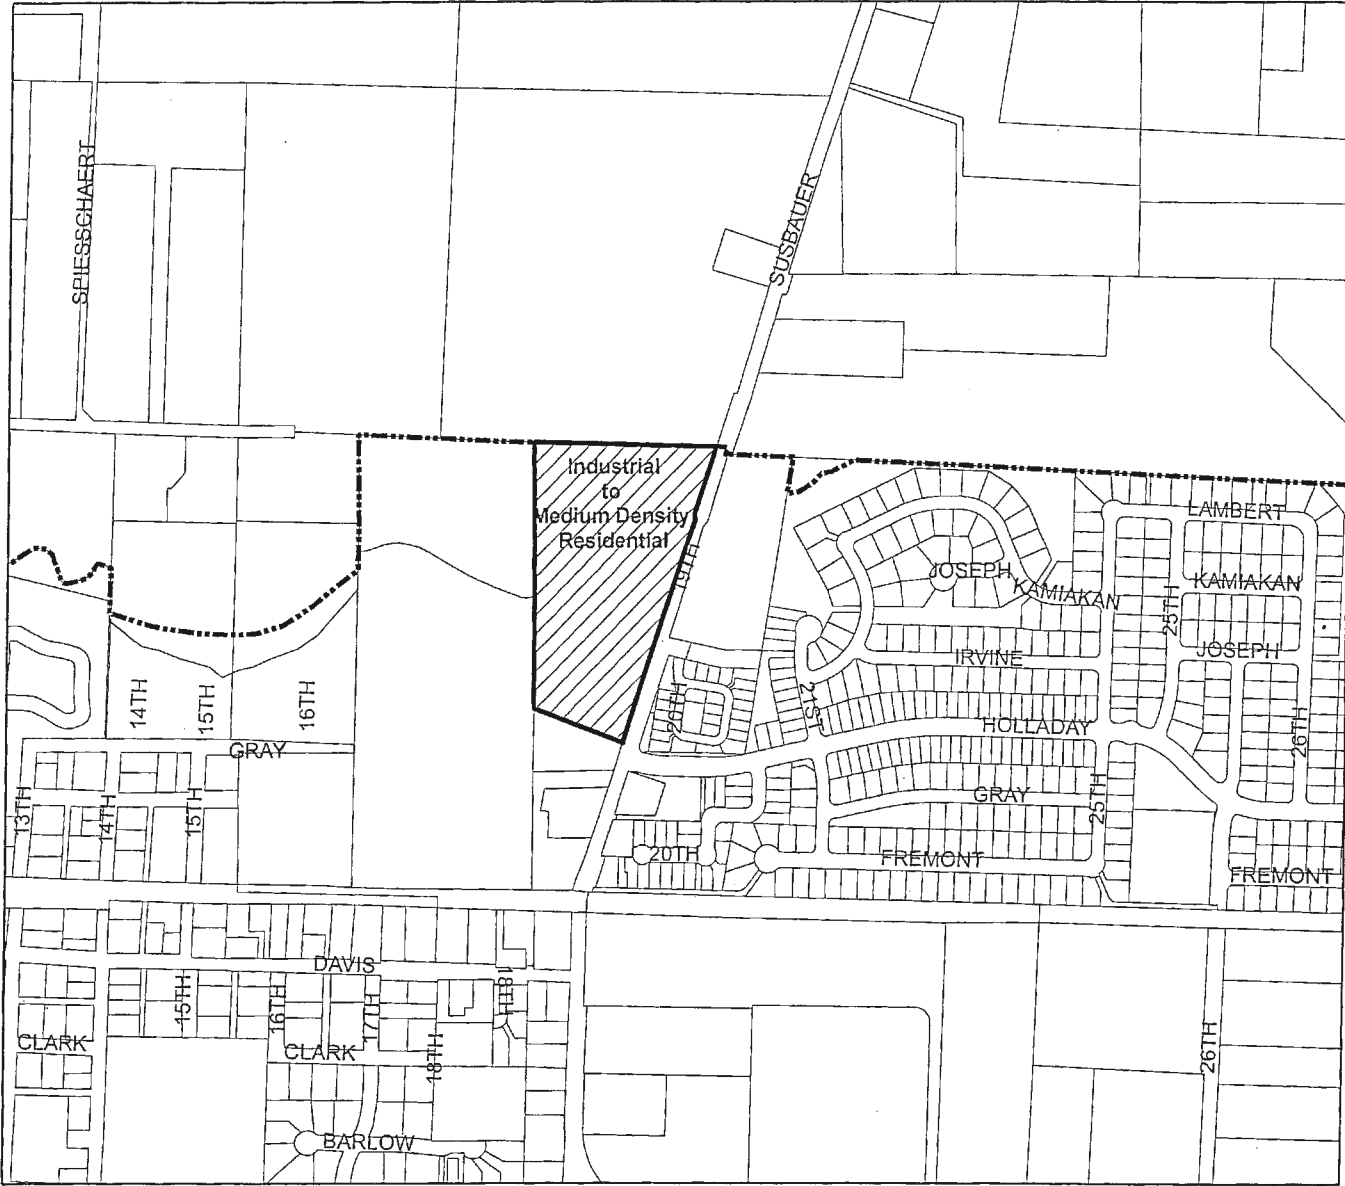 SPIESSCHAERT
SUSBAUER
Industrial
to
Medium Density
Residential
19TH
LAMBERT
JOSEPH
KAMIAKAN
KAMIAKAN
25TH
IRVINE
JOSEPH
14TH
15TH
16TH
20TH
21ST
HOLLADAY
26TH
GRAY
GRAY
25TH
13TH
14TH
15TH
20TH
FREMONT
FREMONT
DAVIS
18TH
15TH
16TH
17TH
CLARK
CLARK
18TH
26TH
BARLOW